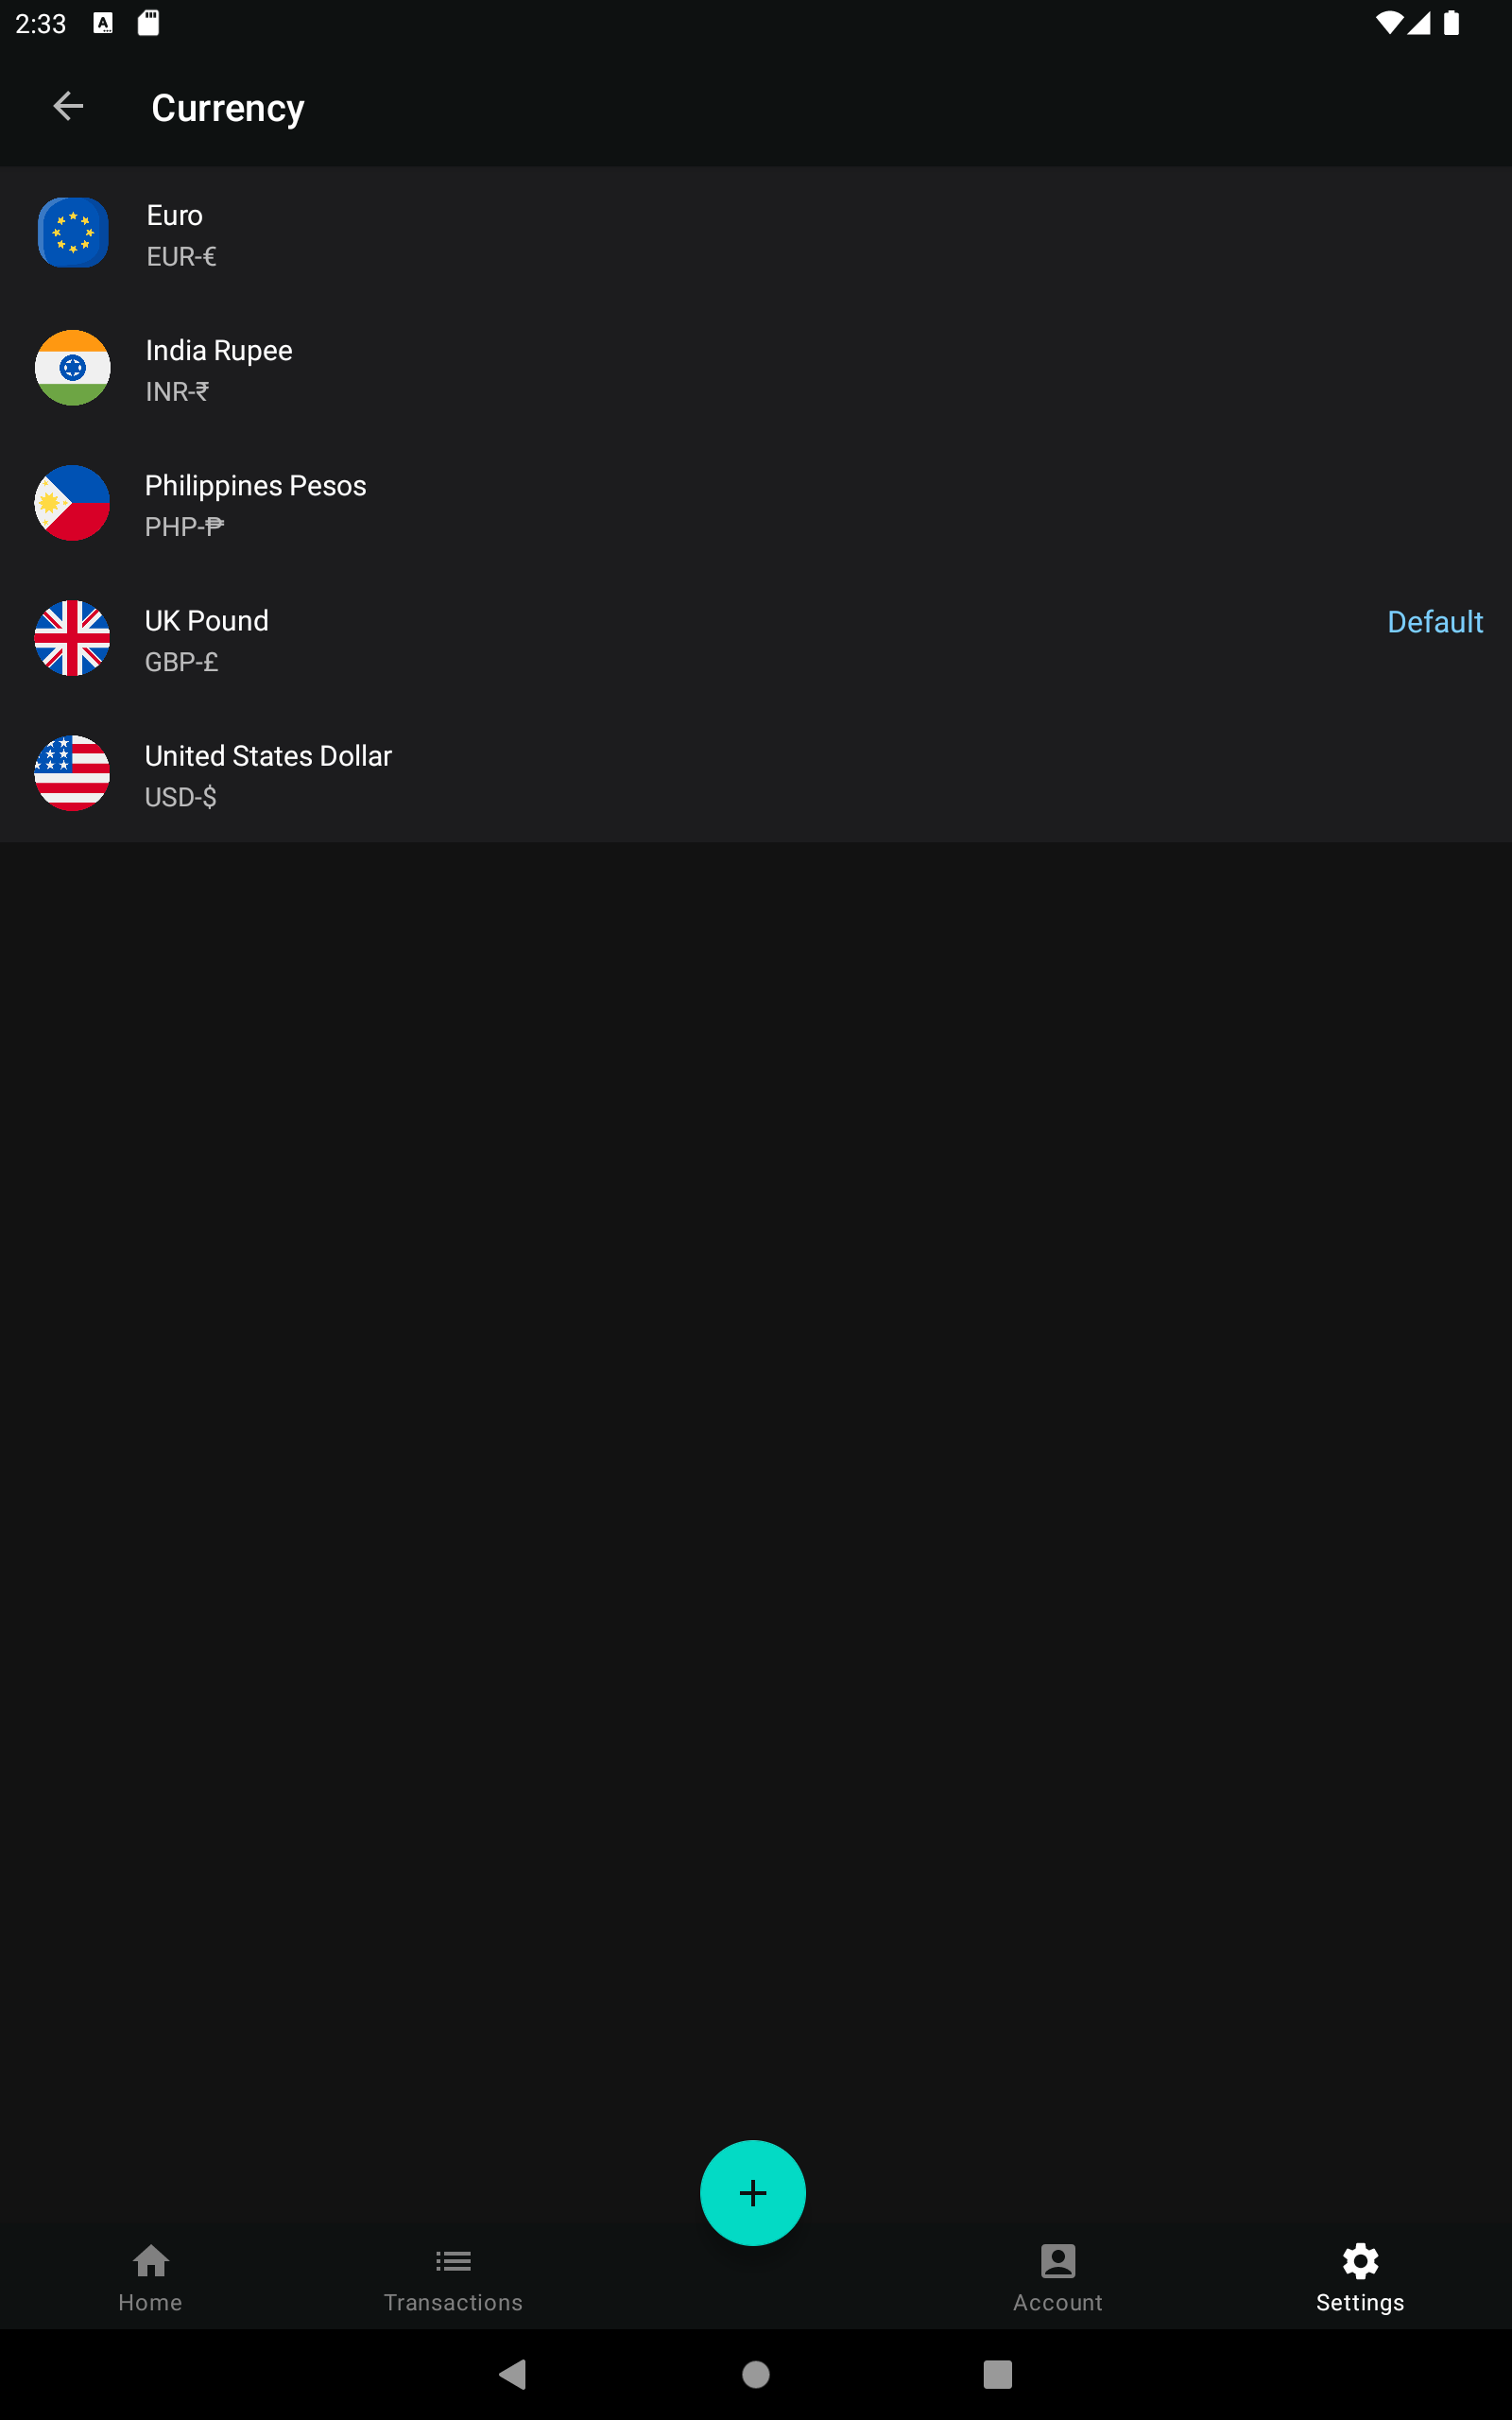 2:33
Currency
Euro
EUR-€
India Rupee
INR-₹
Philippines Pesos
PHP-₱
UK Pound
Default
GBP-£
United States Dollar
USD-$
Home
Transactions
Account
Settings